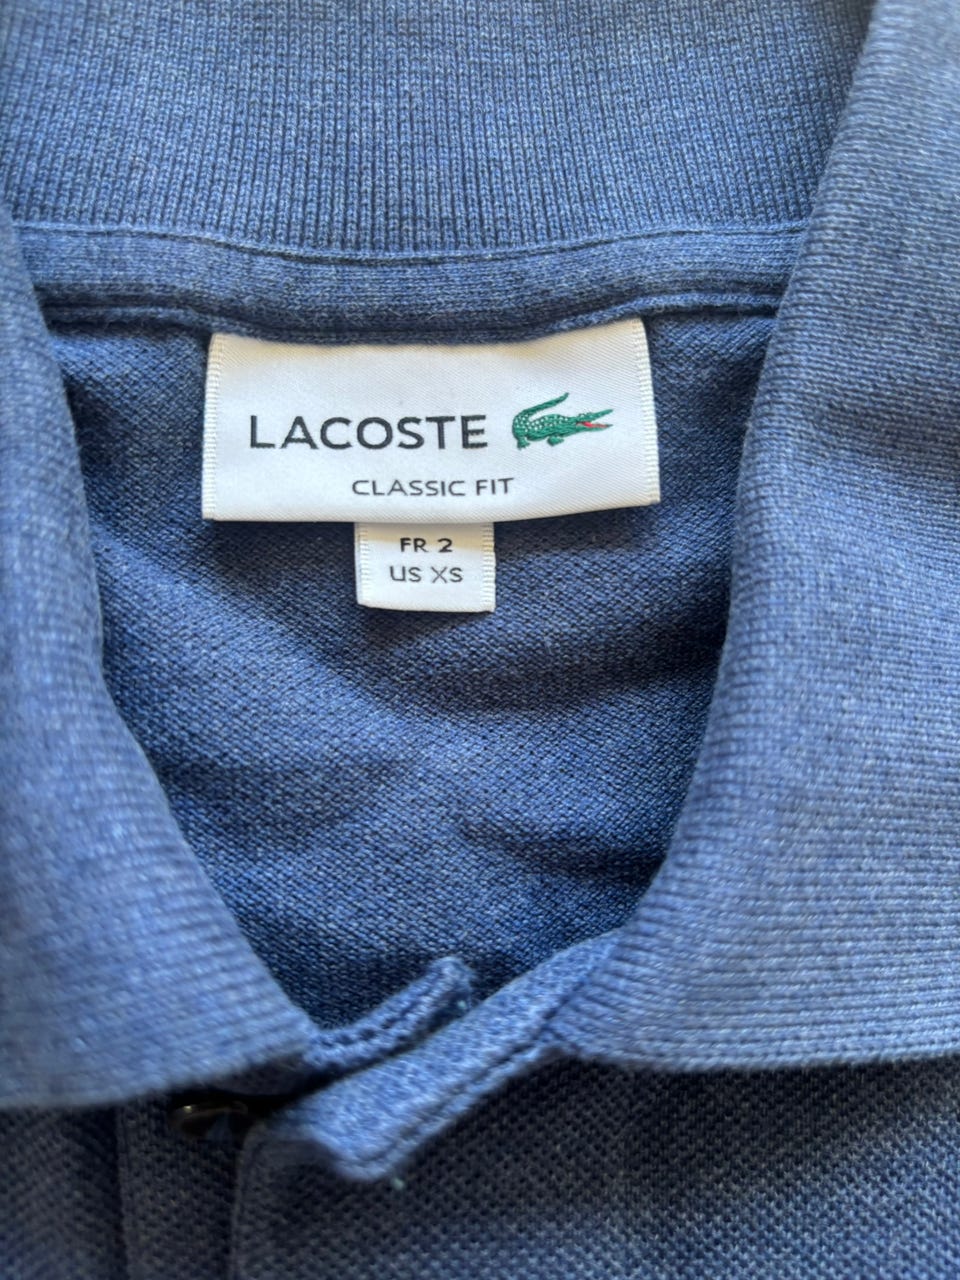 LACOSTE
CLASSIC FIT
FR 2
US XS